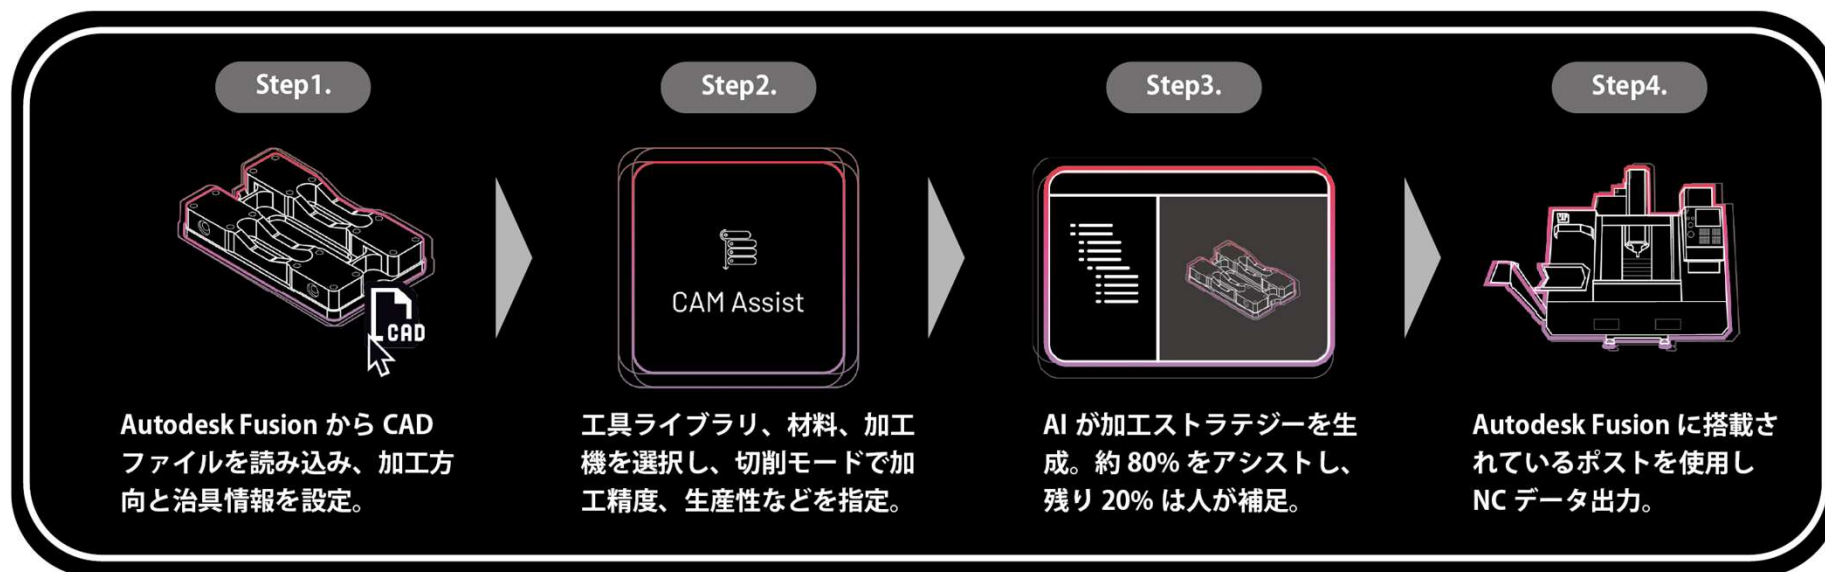 Step1.
Step2.
Step3.
Step4.
CAD
CAM Assist
Autodesk Fusion から CAD
ファイルを読み込み、加工方
向と治具情報を設定。
工具ライブラリ、材料、加工
機を選択し、切削モードで加
工精度、生産性などを指定。
AI が加工ストラテジーを生
成。約 80% をアシストし、
残り 20% は人が補足。
Autodesk Fusion に搭載さ
れているポストを使用し
NC データ出力。